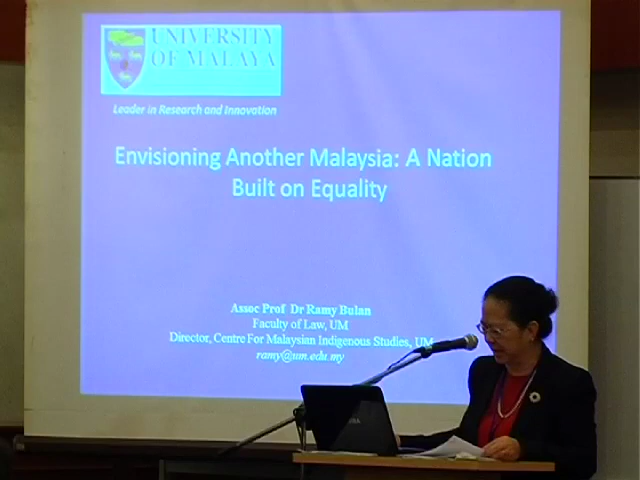 UNIVERSITY
OF MALAYA
Leader in Research and Innovation
Envisioning Another Malaysia: A Nation
Built on Equality
Assoc Prof Dr Ramy Bulan
Faculty of Law, UM
Director, Centre For Malaysian Indigenous Studies, UM
ramy@um.edu.my